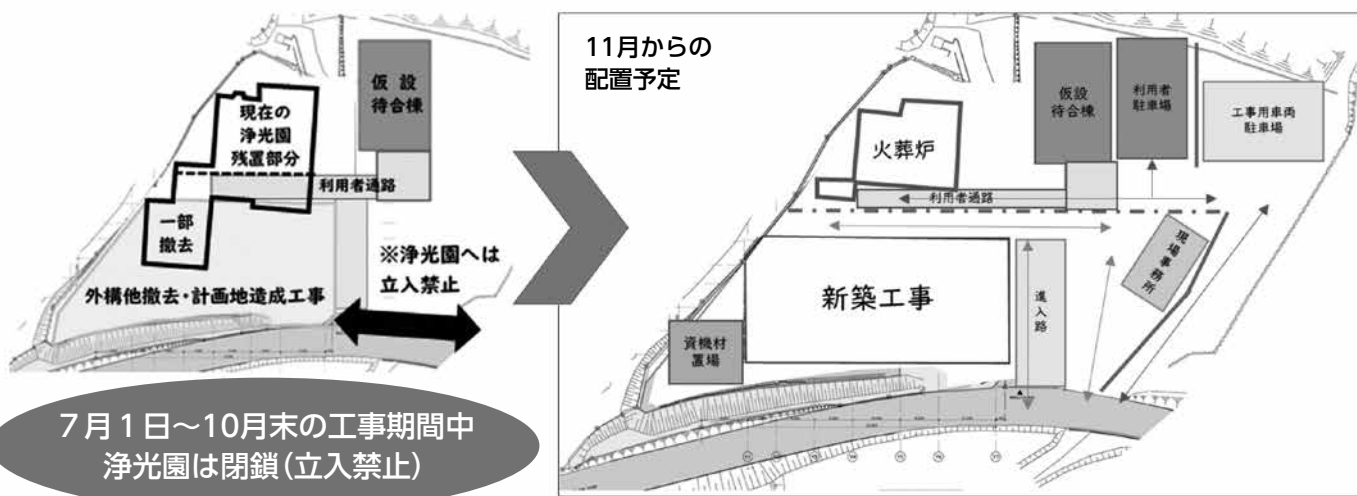 現在の
浄光園
残置部分
仮設
待合棟
利用者通路
一部
撤去
※浄光園へは
立入禁止
外構他撤去・計画地造成工事
7月1日~10月末の工事期間中
浄光園は閉鎖(立入禁止)
11月からの
配置予定
火葬炉
仮設
待合棟
利用者
駐車場
工事用車両
駐車場
利用者通路
現場事務所
新築工事
進入路
資機材
置場